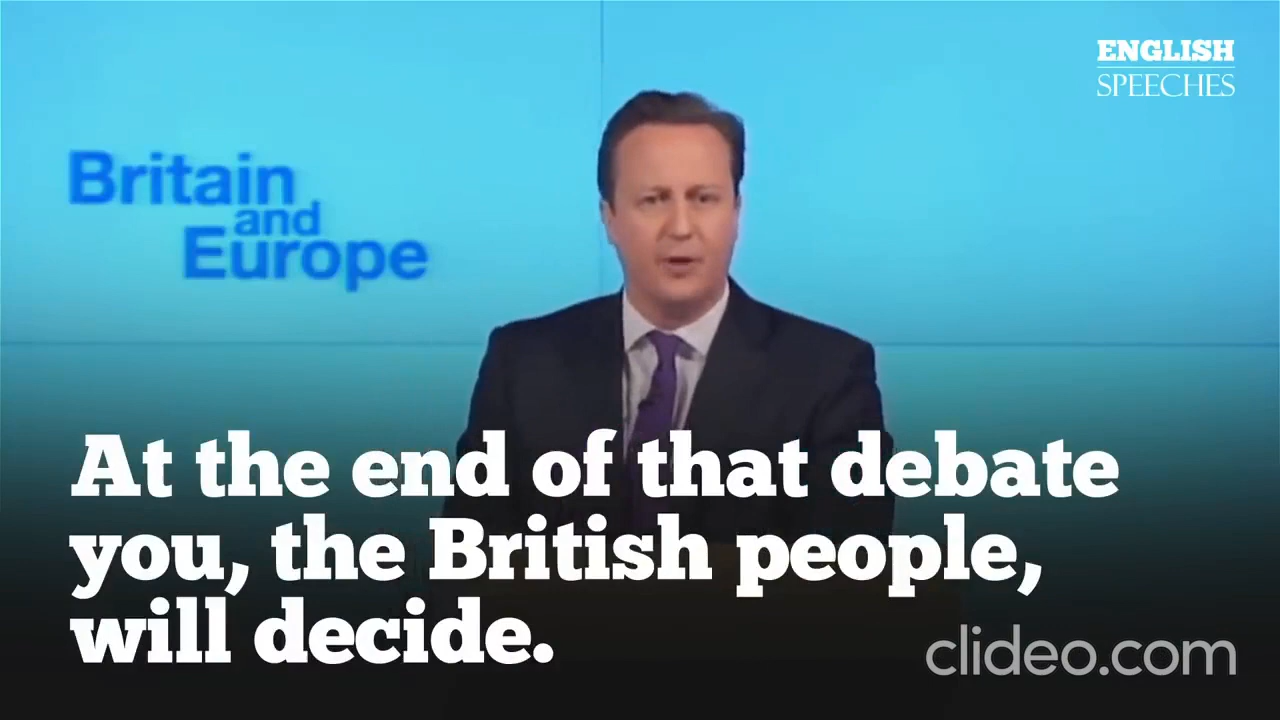 ENGLISH
SPEECHES
Britain
and
Europe
At the end of that debate
you, the British people,
will decide.
clideo.com